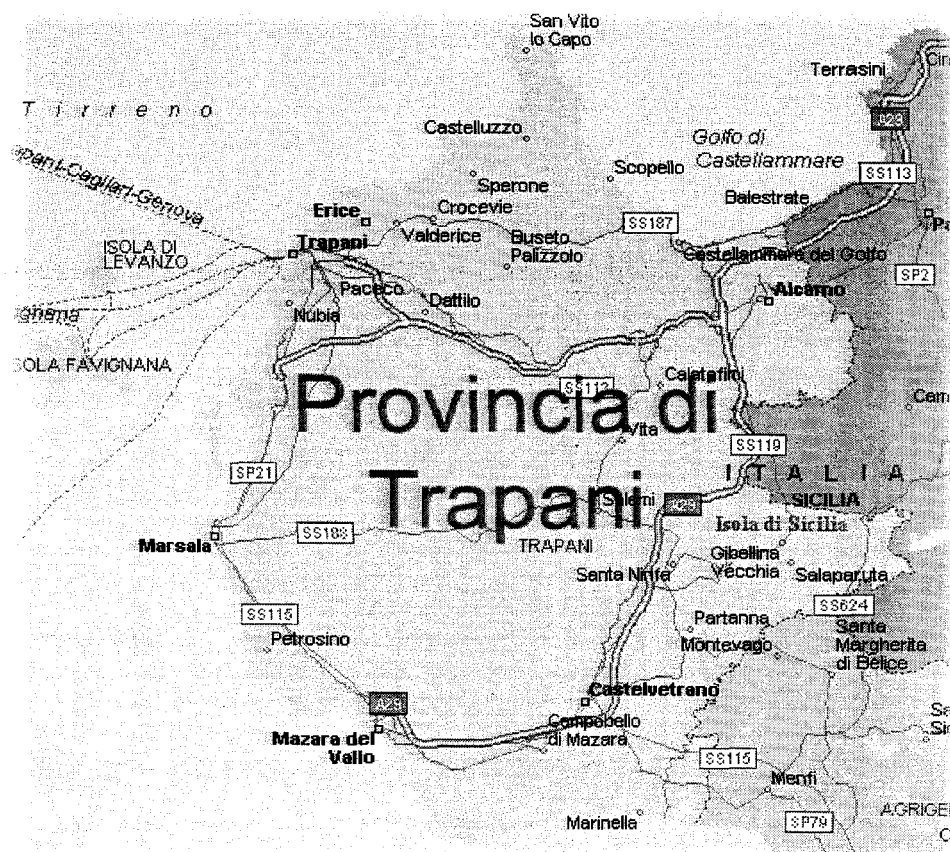 San Vito
lo Capo
Terrasini
A29
T i r r e n o
Castelluzzo
Golfo di
Castellammare
Scopello
SS113
Sperone
Balestrate
Cagliari-Genova
Erice
Crocevie
SS187
Trapani
Valderice
Buseto
Palizzolo
ISOLA DI
LEVANZO
Castellammare del Golfo
SP2
Paceco
Dattilo
Alcamo
Nubia
ISOLA FAVIGNANA
SS113
Calatafimi
Provincia di
Trapani
Vita
SS119
SP21
I T A L I A
SICILIA
Salemi
Isola di Sicilia
Marsala
SS188
TRAPANI
Santa Ninfa
Gibellina
Vecchia
Salaparuta
SS624
SS115
Partanna
Santa
Margherita
di Belice
Petrosino
Montevago
Castelvetrano
A29
Campobello
di Mazara
Mazara del
Vallo
SS115
Menfi
Marinella
SP79